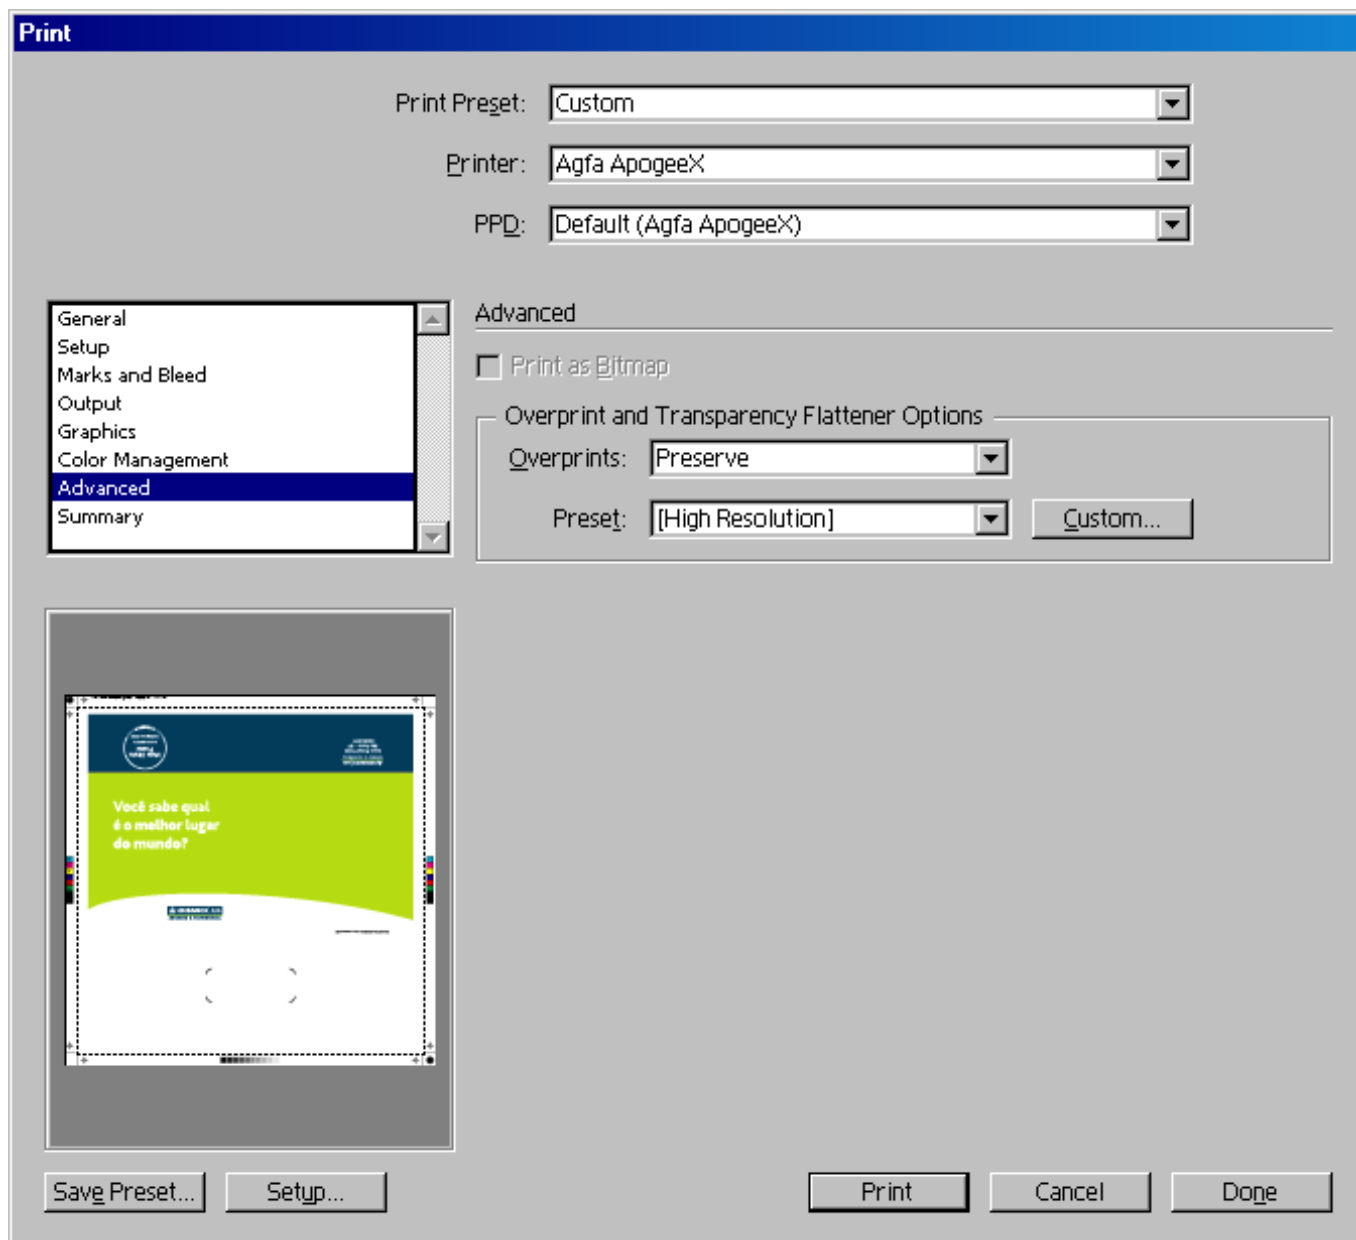 Print
Print Preset: Custom
Printer: Agfa ApogeeX
PPD: Default (Agfa ApogeeX)
General
Setup
Marks and Bleed
Output
Graphics
Color Management
Advanced
Summary
Advanced
Print as Bitmap
Overprint and Transparency Flattener Options
Overprints: Preserve
Preset: [High Resolution] Custom...
Você sabe qual
é o melhor lugar
do mundo?
Save Preset... Setup... Print Cancel Done